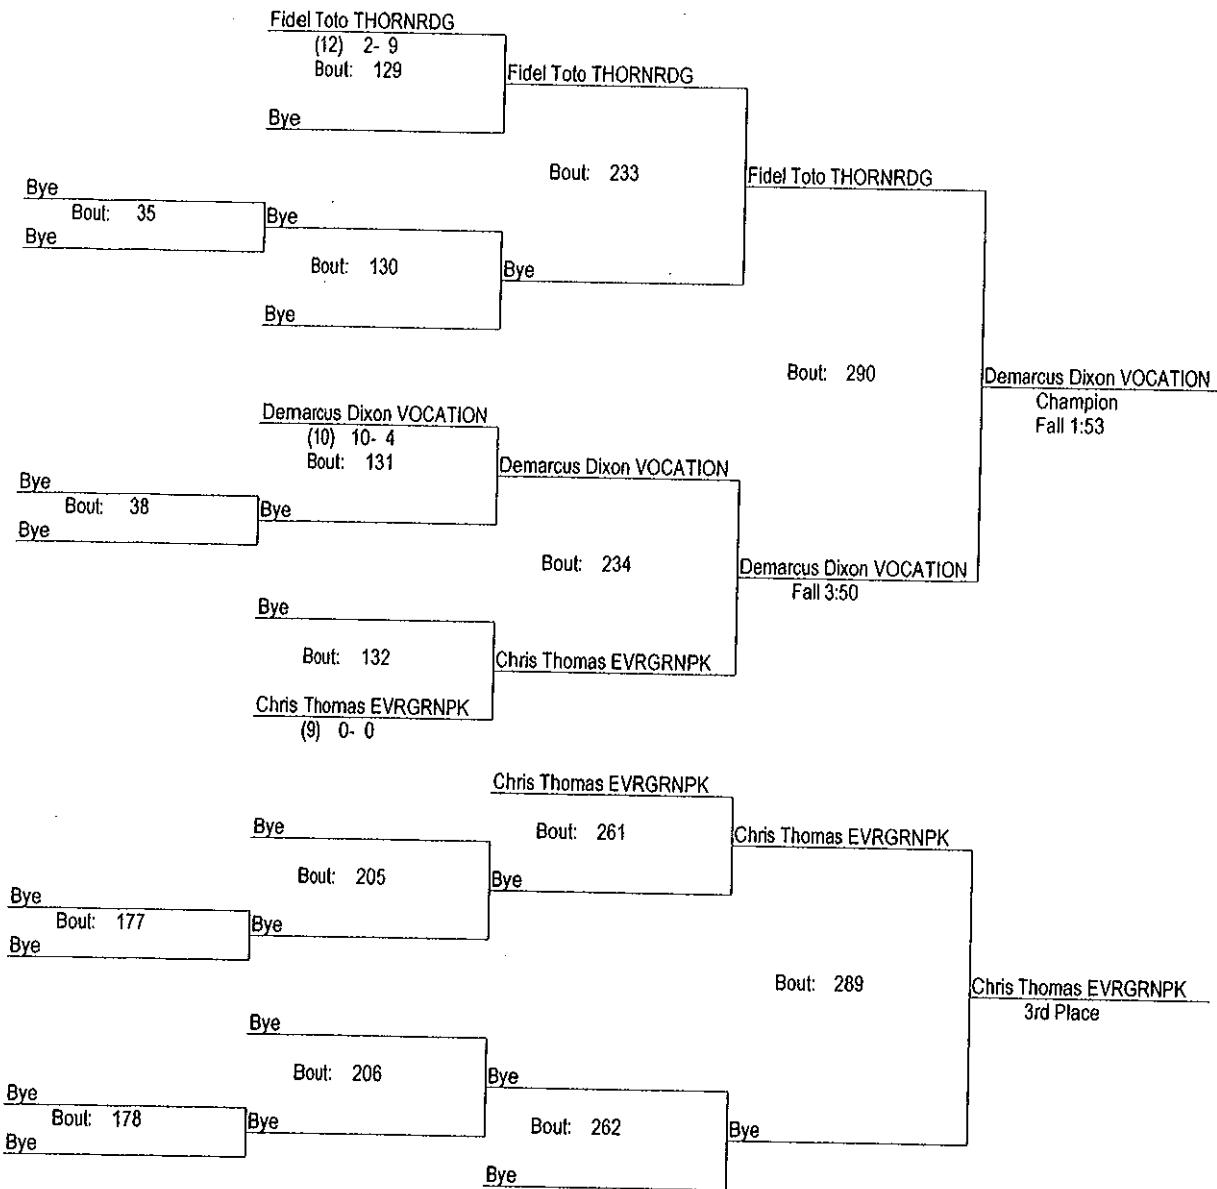 Fidel Toto THORNRDG
(12) 2- 9
Bout: 129
Fidel Toto THORNRDG
Bye
Bout: 233
Fidel Toto THORNRDG
Bye
Bout: 35
Bye
Bye
Bout: 130
Bye
Bye
Bout: 290
Demarcus Dixon VOCATION
Champion
Fall 1:53
Demarcus Dixon VOCATION
(10) 10- 4
Bout: 131
Demarcus Dixon VOCATION
Bye
Bout: 38
Bye
Bye
Bout: 234
Demarcus Dixon VOCATION
Fall 3:50
Bye
Bout: 132
Chris Thomas EVRGRNPK
Chris Thomas EVRGRNPK
(9) 0- 0
Chris Thomas EVRGRNPK
Bye
Bout: 261
Chris Thomas EVRGRNPK
Bout: 205
Bye
Bye
Bout: 177
Bye
Bye
Bout: 289
Chris Thomas EVRGRNPK
3rd Place
Bye
Bout: 206
Bye
Bye
Bout: 178
Bye
Bye
Bout: 262
Bye
Bye